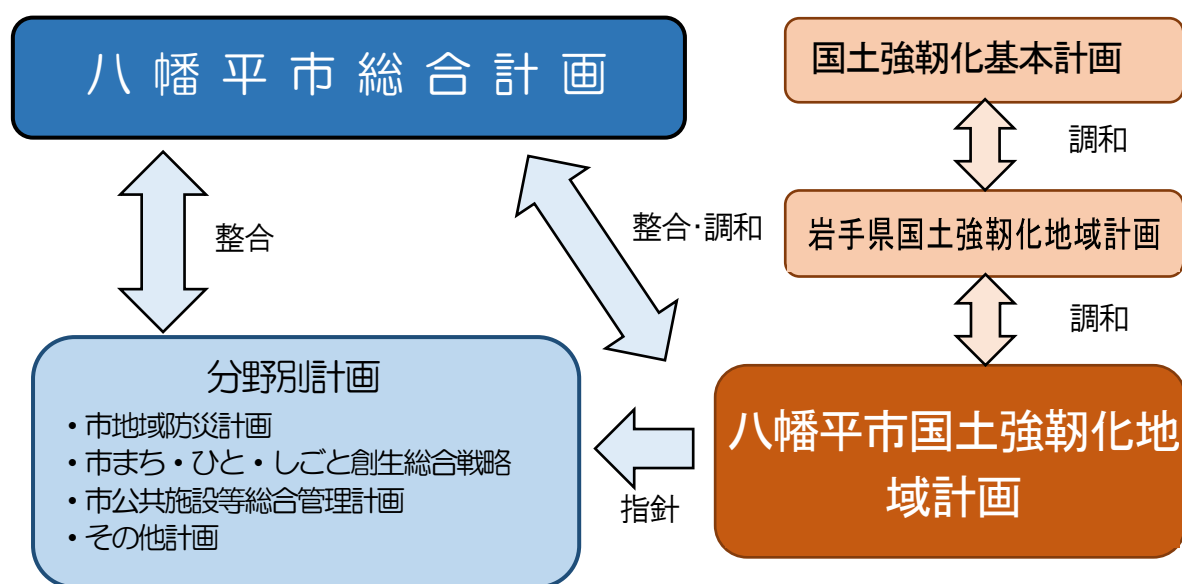 八幡平市総合計画
国土強靭化基本計画
調和
整合
整合・調和
岩手県国土強靭化地域計画
調和
分野別計画
・市地域防災計画
・市まち・ひと・しごと創生総合戦略
・市公共施設等総合管理計画
・その他計画
指針
八幡平市国土強靭化地
域計画